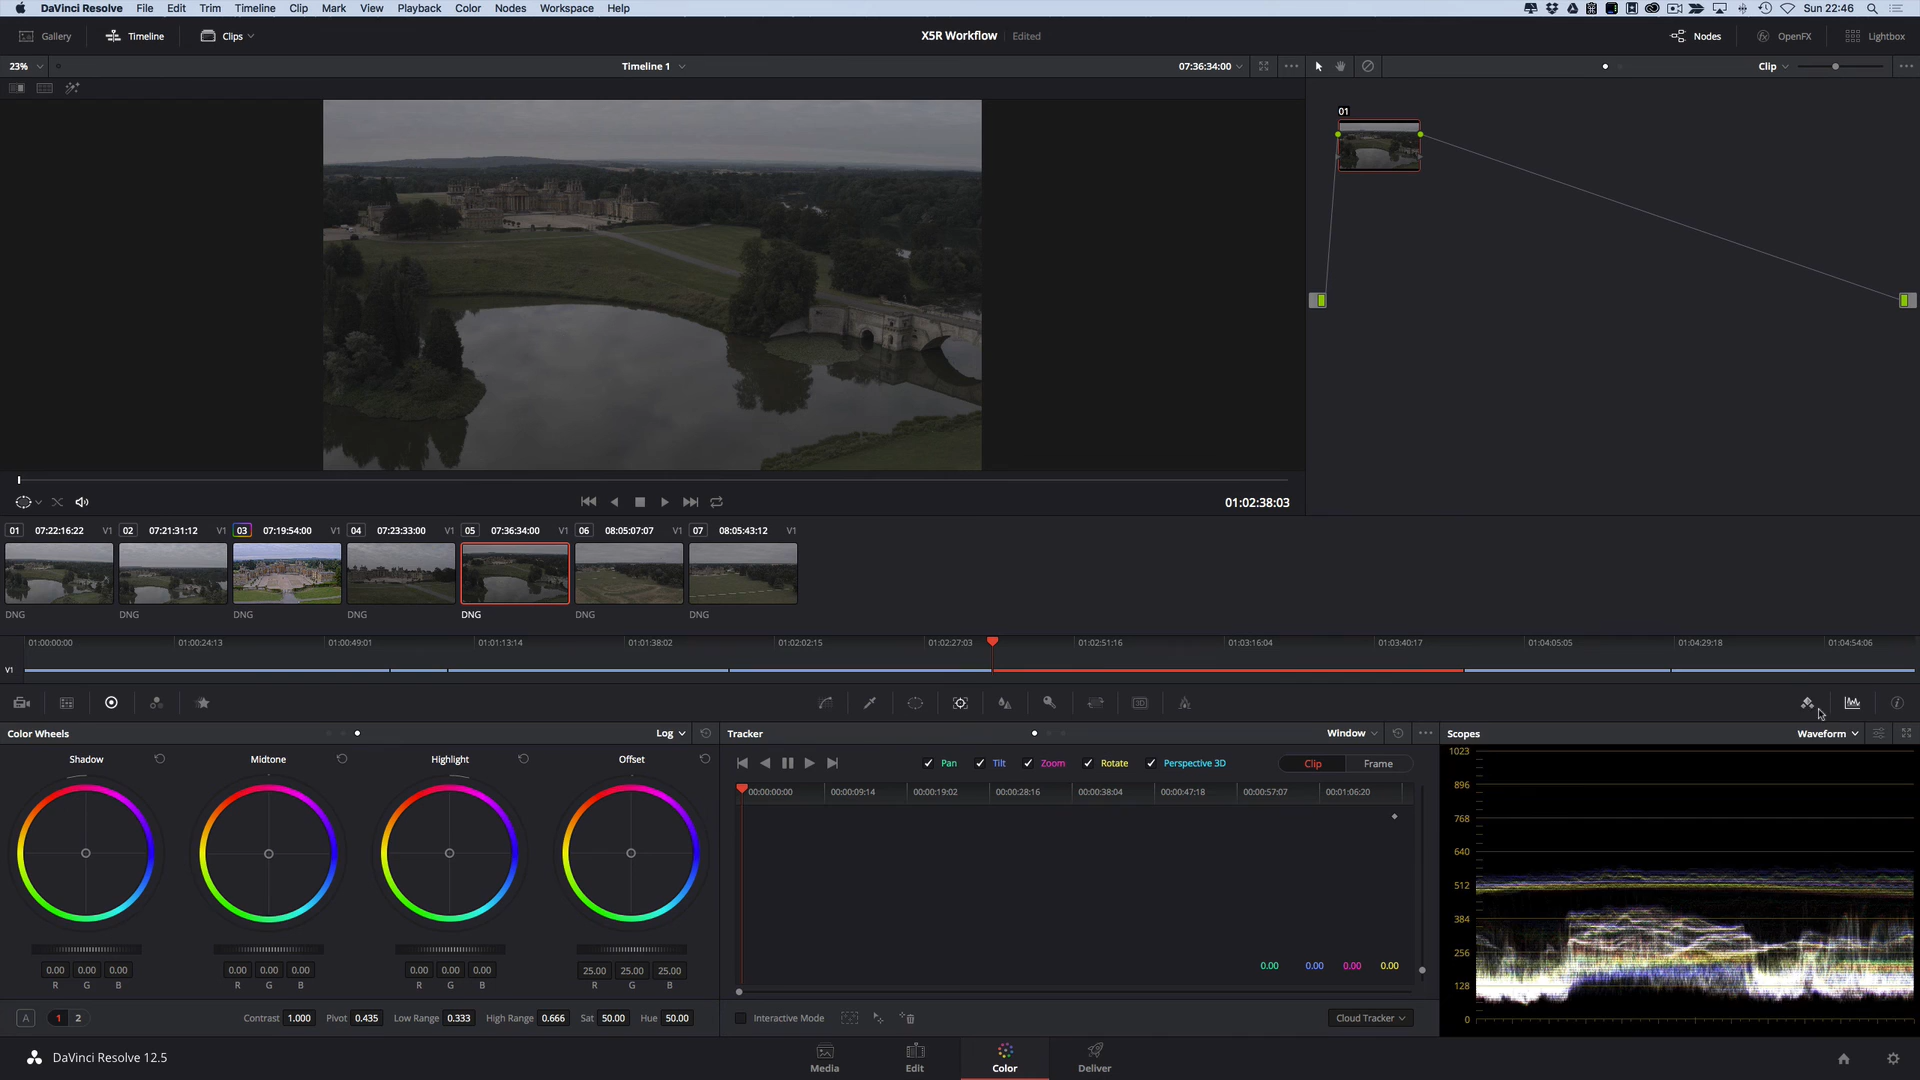 DaVinci Resolve File Edit Trim Timeline Clip Mark View Playback Color Nodes Workspace Help Sun 22:46
Gallery Timeline Clips X5R Workflow Edited Nodes OpenFX Lightbox
23% Timeline 1 07:36:34:00 Clip
01
01:02:38:03
01 07:22:16:22 V1 02 07:21:31:12 V1 03 07:19:54:00 V1 04 07:23:33:00 V1 05 07:36:34:00 V1 06 08:05:07:07 V1 07 08:05:43:12 V1
DNG DNG DNG DNG DNG DNG DNG
01:00:00:00 01:00:24:13 01:00:49:01 01:01:13:14 01:01:38:02 01:02:02:15 01:02:27:03 01:02:51:16 01:03:16:04 01:03:40:17 01:04:05:05 01:04:29:18 01:04:54:06
V1
3D
Color Wheels Log Tracker Window Scopes Waveform
Shadow Midtone Highlight Offset Pan Tilt Zoom Rotate Perspective 3D Clip Frame
00:00:00:00 00:00:09:14 00:00:19:02 00:00:28:16 00:00:38:04 00:00:47:18 00:00:57:07 00:01:06:20
1023
896
768
640
512
384
256
128
0
0.00 0.00 0.00 0.00
0.00 0.00 0.00 0.00 0.00 0.00 0.00 0.00 0.00 25.00 25.00 25.00
R G B R G B R G B R G B
A 1 2 Contrast 1.000 Pivot 0.435 Low Range 0.333 High Range 0.666 Sat 50.00 Hue 50.00 Interactive Mode Cloud Tracker
DaVinci Resolve 12.5 Media Edit Color Deliver